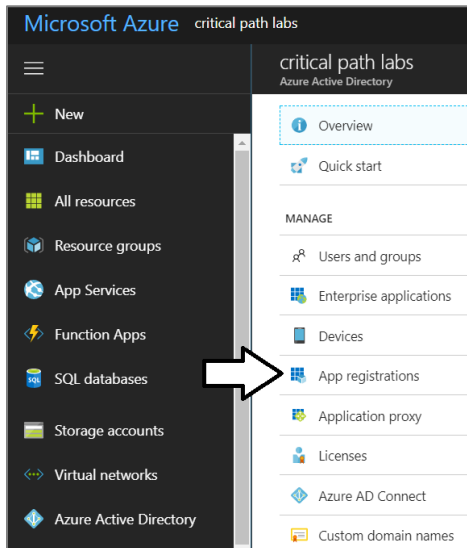 Microsoft Azure critical path labs
New
Dashboard
All resources
Resource groups
App Services
Function Apps
SQL databases
Storage accounts
Virtual networks
Azure Active Directory
critical path labs
Azure Active Directory
Overview
Quick start
MANAGE
Users and groups
Enterprise applications
Devices
App registrations
Application proxy
Licenses
Azure AD Connect
Custom domain names